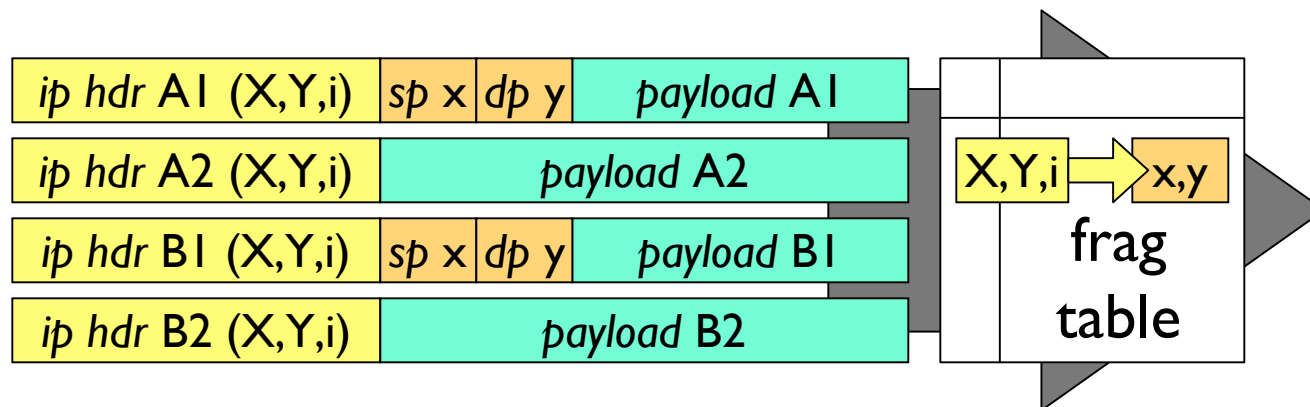 ip hdr A1 (X,Y,i) sp x dp y payload A1
ip hdr A2 (X,Y,i) payload A2
ip hdr B1 (X,Y,i) sp x dp y payload B1
ip hdr B2 (X,Y,i) payload B2
X,Y,i x,y
frag
table